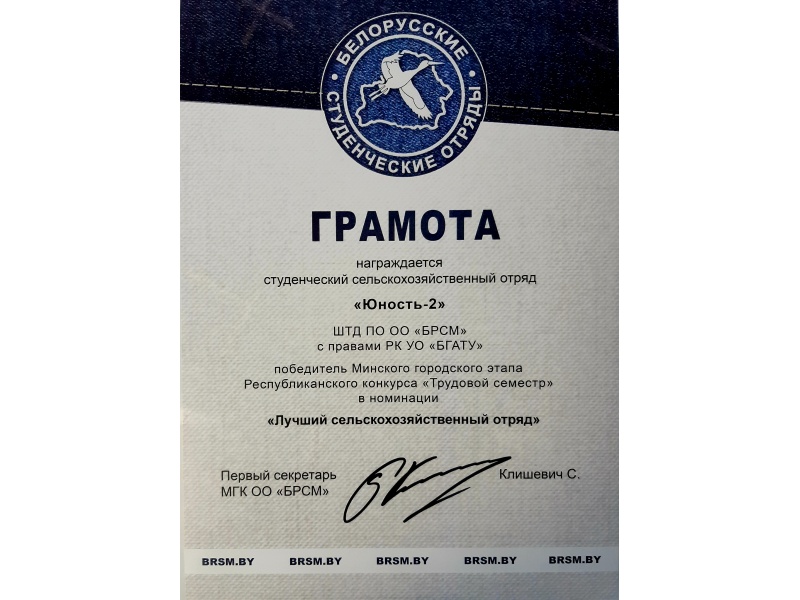 БЕЛОРУССКИЕ
СТУДЕНЧЕСКИЕ ОТРЯДЫ
ГРАМОТА
награждается
студенческий сельскохозяйственный отряд
«Юность-2»
ШТД ПО ОО «БРСМ»
с правами РК УО «БГАТУ»
победитель Минского городского этапа
Республиканского конкурса «Трудовой семестр»
в номинации
«Лучший сельскохозяйственный отряд»
Первый секретарь
МГК ОО «БРСМ»
Клишевич С.
BRSM.BY BRSM.BY BRSM.BY BRSM.BY BRSM.BY